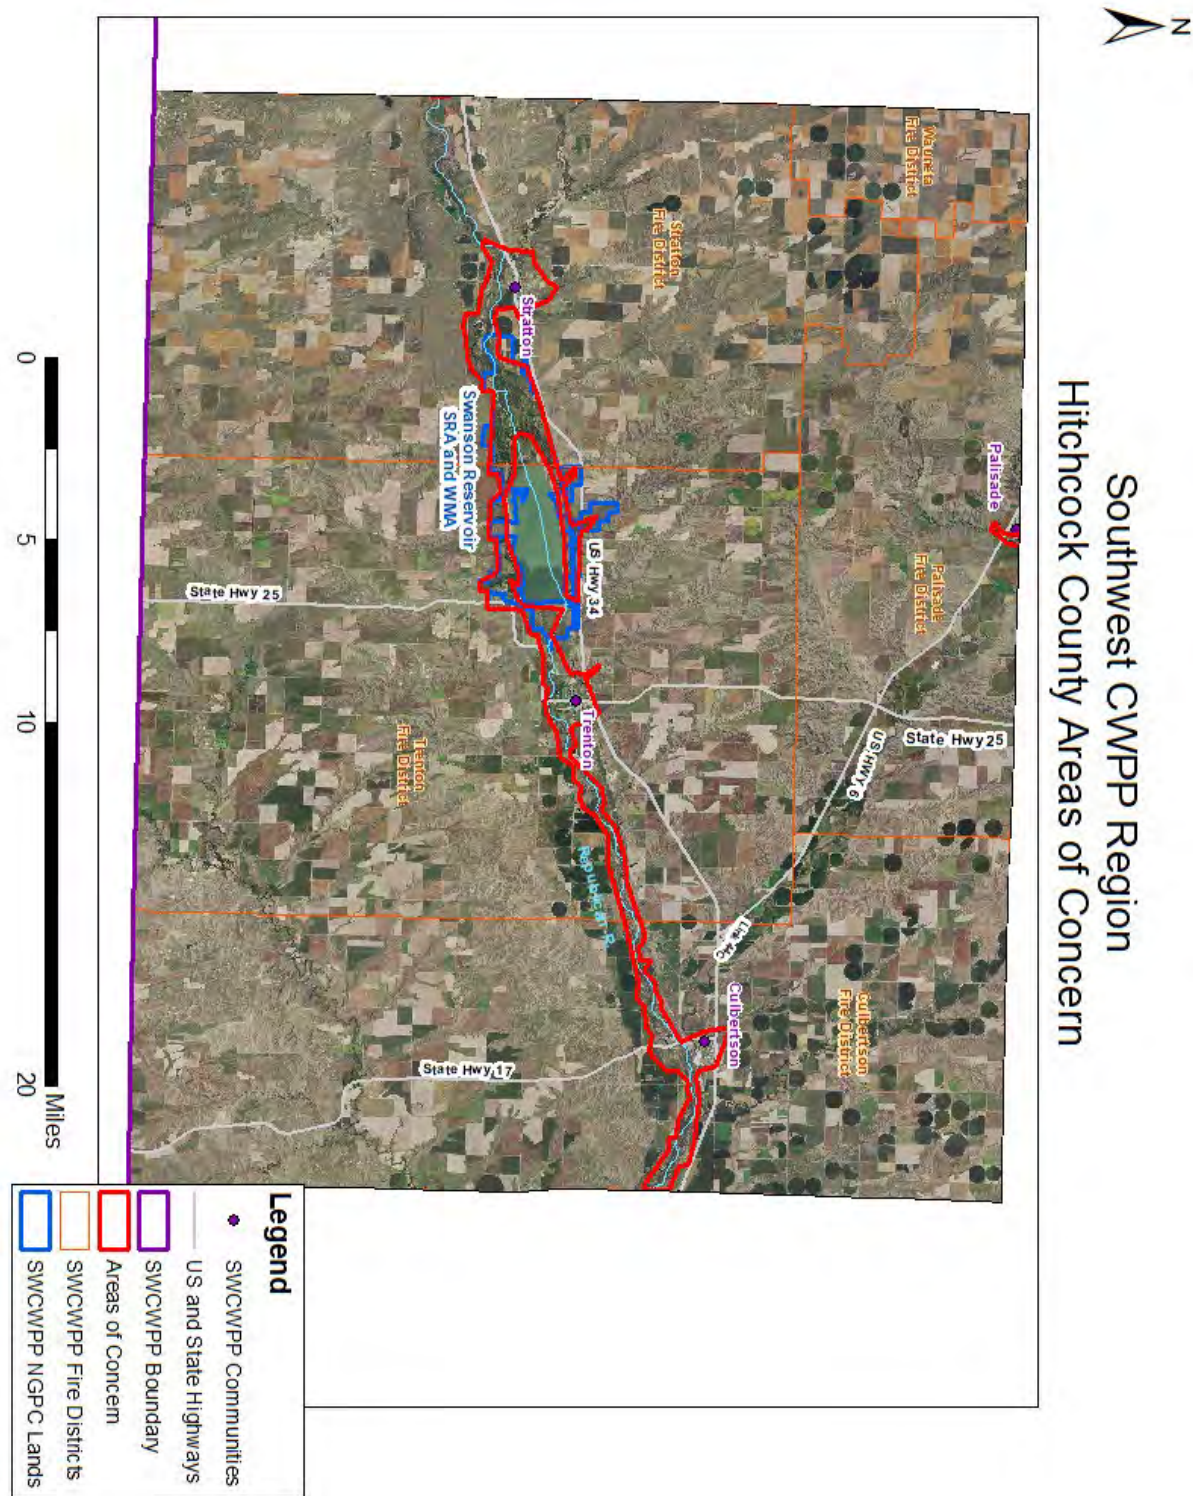 N
Southwest CWPP Region
Hitchcock County Areas of Concern
Wauneta
Fire District
Stratton
Fire District
Palisade
Palisade
Fire District
Stratton
Swanson Reservoir
SRA and WMA
US Hwy 34
State Hwy 25
State Hwy 25
US HWY 6
Trenton
Trenton
Fire District
Republican R.
Link 44C
Culbertson
Culbertson
Fire District
State Hwy 17
0 5 10 20
Miles
Legend
SWCWPP Communities
US and State Highways
SWCWPP Boundary
Areas of Concern
SWCWPP Fire Districts
SWCWPP NGPC Lands